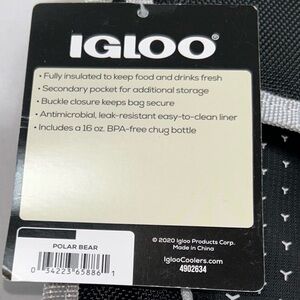 IGLOO®
• Fully insulated to keep food and drinks fresh
• Secondary pocket for additional storage
• Buckle closure keeps bag secure
• Antimicrobial, leak-resistant easy-to-clean liner
• Includes a 16 oz. BPA-free chug bottle
POLAR BEAR
0 34223 65886 1
© 2020 Igloo Products Corp.
Made in China
IglooCoolers.com
4902634